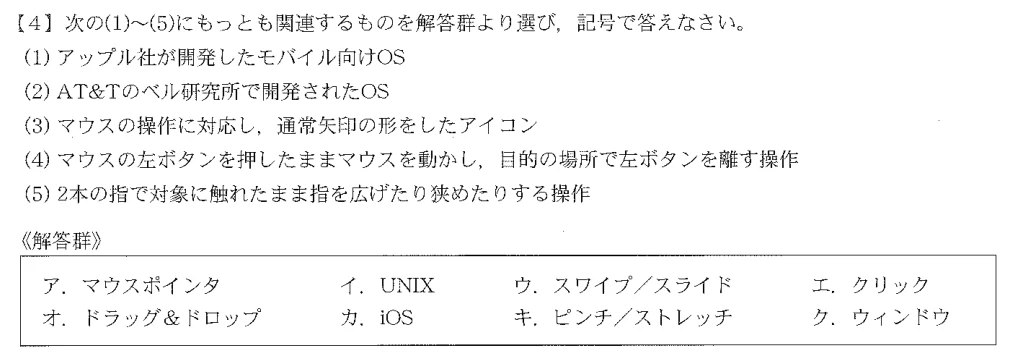 【4】次の(1)～(5)にもっとも関連するものを解答群より選び，記号で答えなさい。
(1) アップル社が開発したモバイル向けOS
(2) AT&Tのベル研究所で開発されたOS
(3) マウスの操作に対応し，通常矢印の形をしたアイコン
(4) マウスの左ボタンを押したままマウスを動かし，目的の場所で左ボタンを離す操作
(5) 2本の指で対象に触れたまま指を広げたり狭めたりする操作
《解答群》
ア．マウスポインタ イ．UNIX ウ．スワイプ／スライド エ．クリック
オ．ドラッグ＆ドロップ カ．iOS キ．ピンチ／ストレッチ ク．ウィンドウ